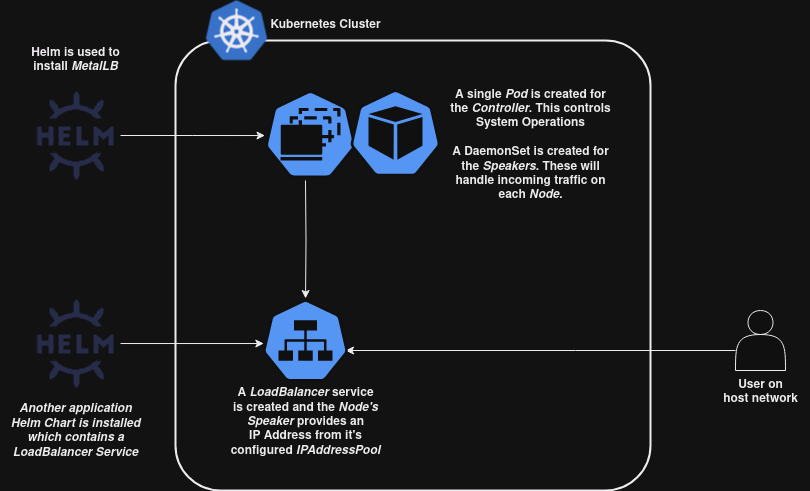 Kubernetes Cluster
Helm is used to
install MetalLB
HELM
A single Pod is created for
the Controller. This controls
System Operations
A DaemonSet is created for
the Speakers. These will
handle incoming traffic on
each Node.
HELM
Another application
Helm Chart is installed
which contains a
LoadBalancer Service
A LoadBalancer service
is created and the Node's
Speaker provides an
IP Address from it's
configured IPAddressPool
User on
host network